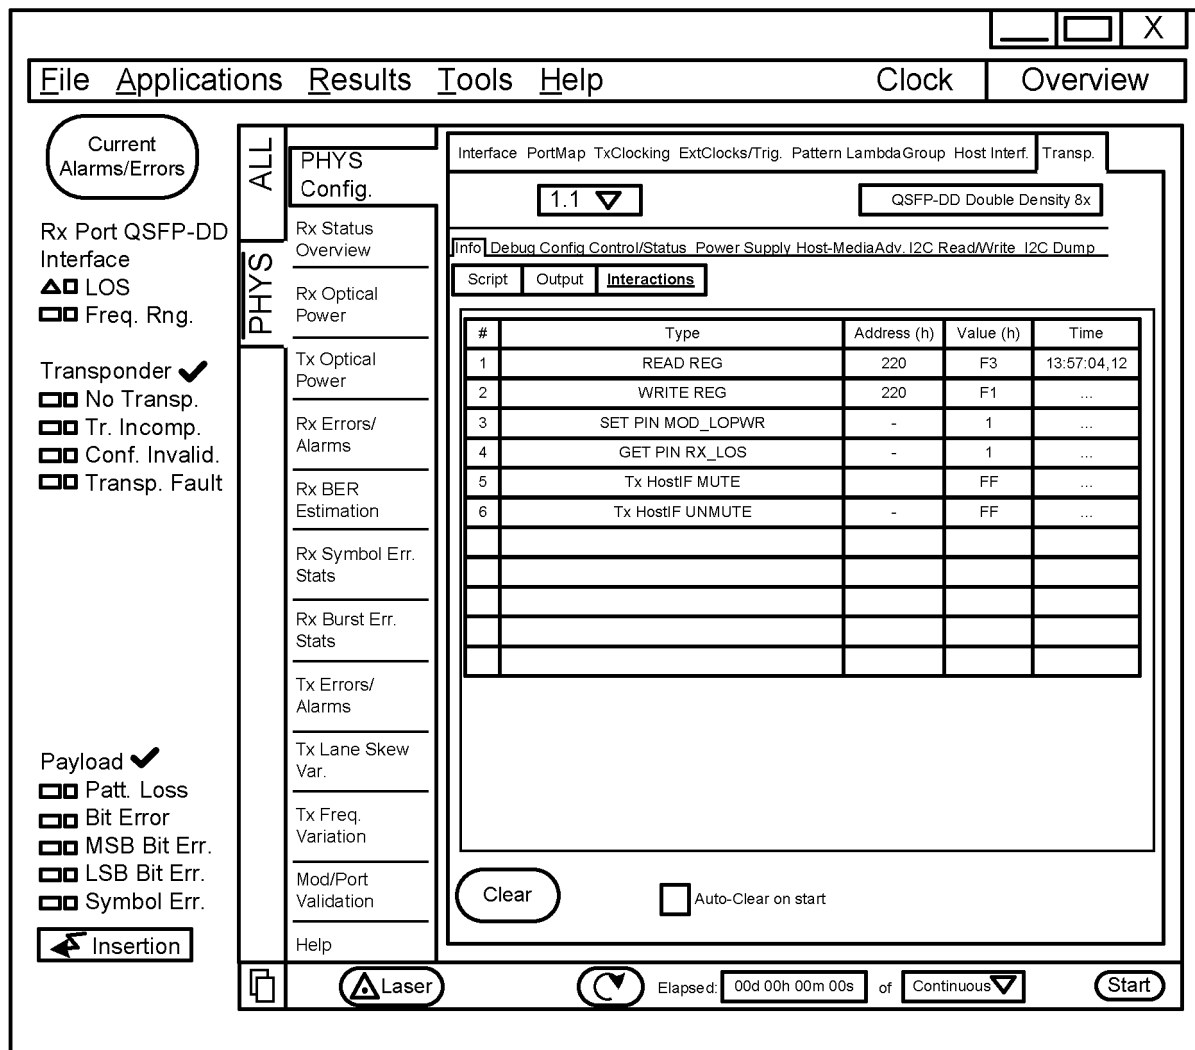 X
File Applications Results Tools Help Clock Overview
Current
Alarms/Errors
Rx Port QSFP-DD
Interface
LOS
Freq. Rng.
Transponder
No Transp.
Tr. Incomp.
Conf. Invalid.
Transp. Fault
Payload
Patt. Loss
Bit Error
MSB Bit Err.
LSB Bit Err.
Symbol Err.
Insertion
ALL
PHYS
PHYS
Config.
Rx Status
Overview
Rx Optical
Power
Tx Optical
Power
Rx Errors/
Alarms
Rx BER
Estimation
Rx Symbol Err.
Stats
Rx Burst Err.
Stats
Tx Errors/
Alarms
Tx Lane Skew
Var.
Tx Freq.
Variation
Mod/Port
Validation
Help
Interface PortMap TxClocking ExtClocks/Trig. Pattern LambdaGroup Host Interf. Transp.
1.1 QSFP-DD Double Density 8x
Info Debug Config Control/Status Power Supply Host-MediaAdv. I2C Read/Write I2C Dump
Script Output Interactions
# Type Address (h) Value (h) Time
1 READ REG 220 F3 13:57:04,12
2 WRITE REG 220 F1 ...
3 SET PIN MOD_LOPWR - 1 ...
4 GET PIN RX_LOS - 1 ...
5 Tx HostIF MUTE FF ...
6 Tx HostIF UNMUTE - FF ...
Clear Auto-Clear on start
Laser Elapsed: 00d 00h 00m 00s of Continuous Start